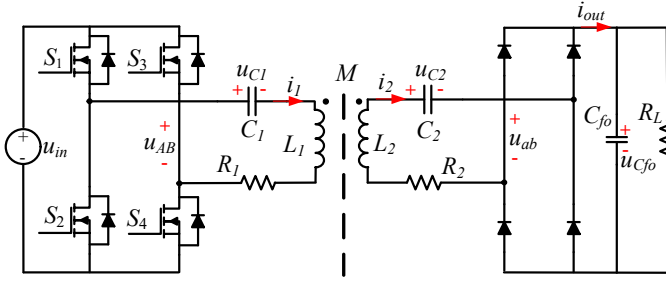 i_out
S_1
S_3
u_C1
i_1
M
i_2
u_C2
+ -
+ -
C_fo
R_L
+
-
u_in
+
u_AB
-
C_1
L_1
L_2
C_2
+
u_ab
-
+
-
u_Cfo
R_1
R_2
S_2
S_4